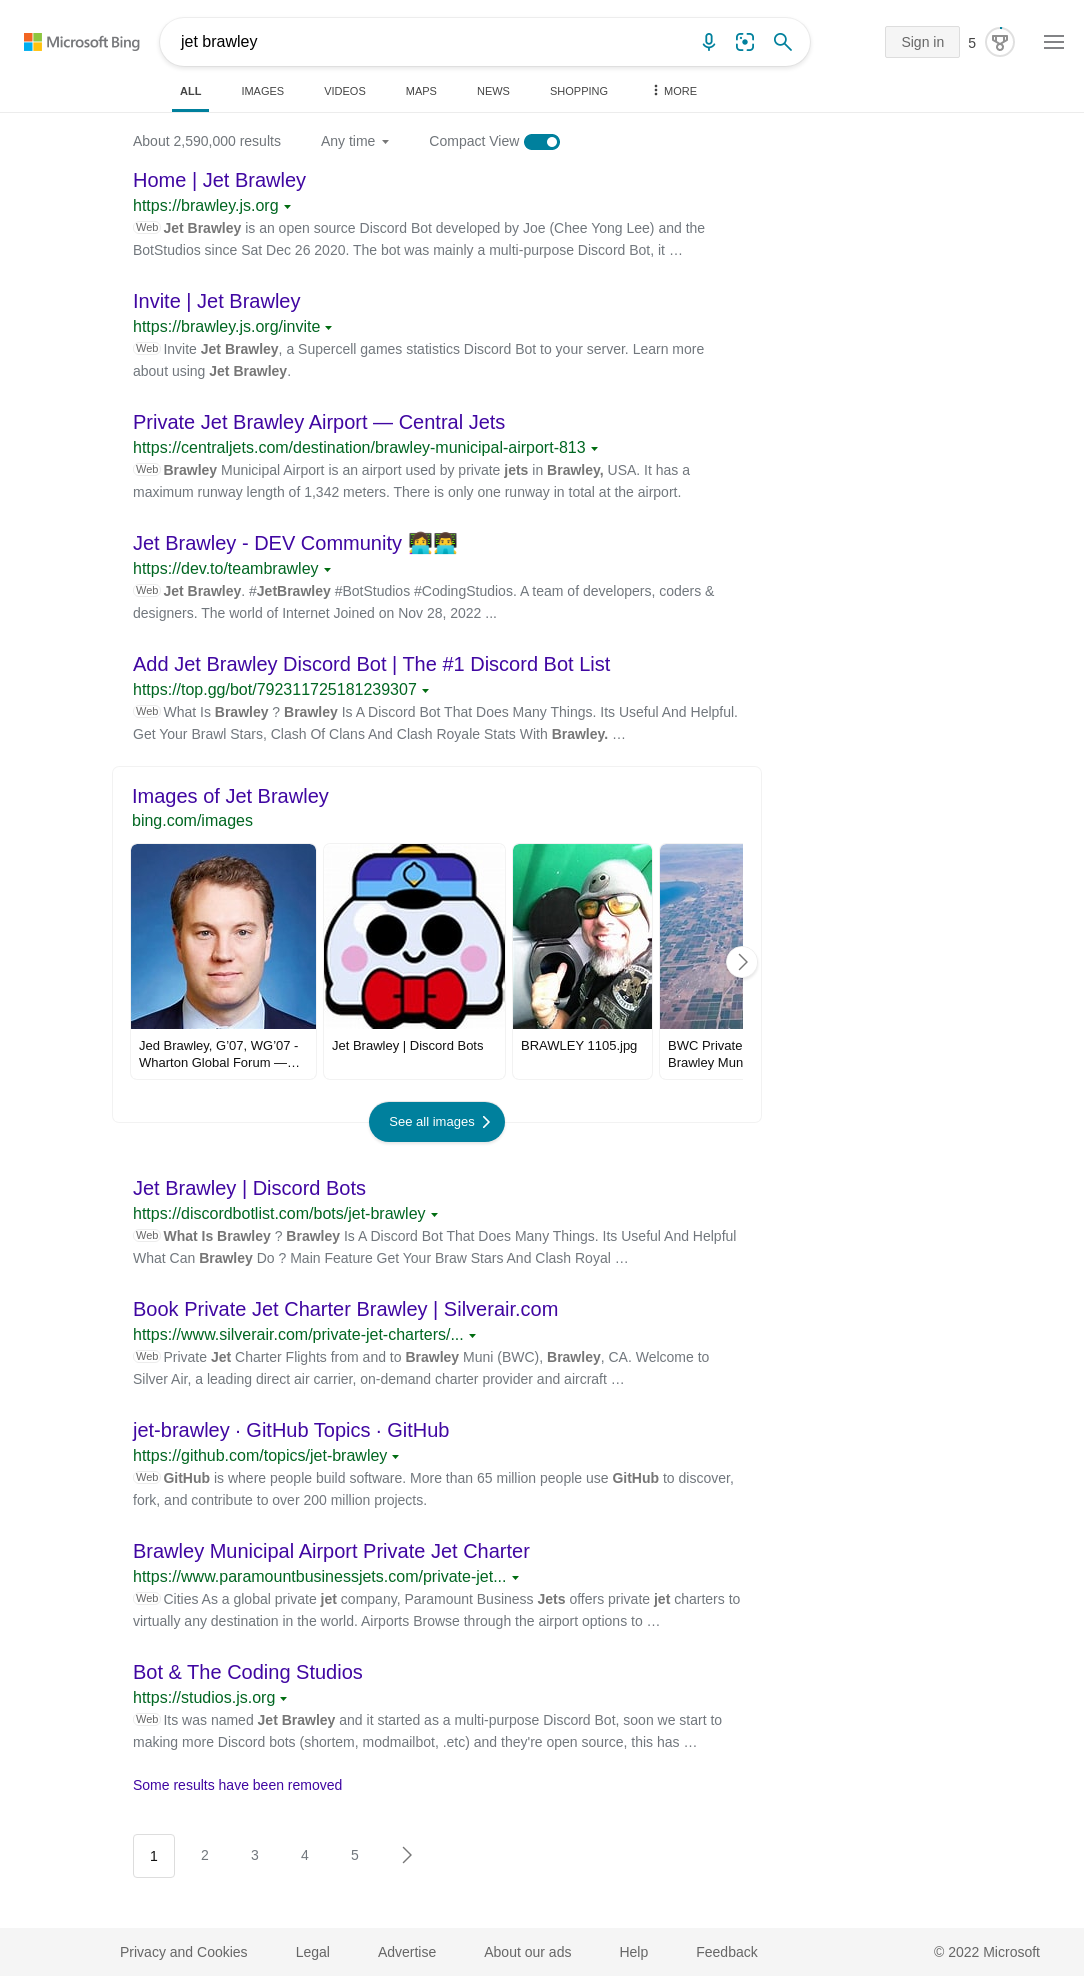 Microsoft Bing
jet brawley
Sign in
5
ALL IMAGES VIDEOS MAPS NEWS SHOPPING MORE
About 2,590,000 results Any time Compact View
Home | Jet Brawley
https://brawley.js.org
Web Jet Brawley is an open source Discord Bot developed by Joe (Chee Yong Lee) and the
BotStudios since Sat Dec 26 2020. The bot was mainly a multi-purpose Discord Bot, it …
Invite | Jet Brawley
https://brawley.js.org/invite
Web Invite Jet Brawley, a Supercell games statistics Discord Bot to your server. Learn more
about using Jet Brawley.
Private Jet Brawley Airport — Central Jets
https://centraljets.com/destination/brawley-municipal-airport-813
Web Brawley Municipal Airport is an airport used by private jets in Brawley, USA. It has a
maximum runway length of 1,342 meters. There is only one runway in total at the airport.
Jet Brawley - DEV Community 👩‍💻👨‍💻
https://dev.to/teambrawley
Web Jet Brawley. #JetBrawley #BotStudios #CodingStudios. A team of developers, coders &
designers. The world of Internet Joined on Nov 28, 2022 ...
Add Jet Brawley Discord Bot | The #1 Discord Bot List
https://top.gg/bot/792311725181239307
Web What Is Brawley ? Brawley Is A Discord Bot That Does Many Things. Its Useful And Helpful.
Get Your Brawl Stars, Clash Of Clans And Clash Royale Stats With Brawley. …
Images of Jet Brawley
bing.com/images
Jed Brawley, G’07, WG’07 -
Wharton Global Forum —…
Jet Brawley | Discord Bots
BRAWLEY 1105.jpg
BWC Private
Brawley Mun
See all images
Jet Brawley | Discord Bots
https://discordbotlist.com/bots/jet-brawley
Web What Is Brawley ? Brawley Is A Discord Bot That Does Many Things. Its Useful And Helpful
What Can Brawley Do ? Main Feature Get Your Braw Stars And Clash Royal …
Book Private Jet Charter Brawley | Silverair.com
https://www.silverair.com/private-jet-charters/...
Web Private Jet Charter Flights from and to Brawley Muni (BWC), Brawley, CA. Welcome to
Silver Air, a leading direct air carrier, on-demand charter provider and aircraft …
jet-brawley · GitHub Topics · GitHub
https://github.com/topics/jet-brawley
Web GitHub is where people build software. More than 65 million people use GitHub to discover,
fork, and contribute to over 200 million projects.
Brawley Municipal Airport Private Jet Charter
https://www.paramountbusinessjets.com/private-jet...
Web Cities As a global private jet company, Paramount Business Jets offers private jet charters to
virtually any destination in the world. Airports Browse through the airport options to …
Bot & The Coding Studios
https://studios.js.org
Web Its was named Jet Brawley and it started as a multi-purpose Discord Bot, soon we start to
making more Discord bots (shortem, modmailbot, .etc) and they're open source, this has …
Some results have been removed
1 2 3 4 5
Privacy and Cookies Legal Advertise About our ads Help Feedback © 2022 Microsoft